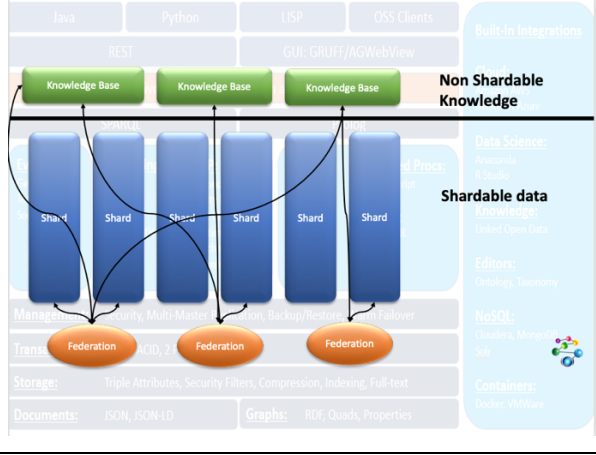 Java
Python
LISP
OSS Clients
Built-in Integrations
REST
GUI: GRUFF/AGWebView
Knowledge Base
Knowledge Base
Knowledge Base
Non Shardable
Knowledge
SPARQL
Data Science:
Anaconda
R Studio
Shardable data
Shard
Shard
Shard
Shard
Shard
Shard
Knowledge:
Linked Open Data
Editors:
Ontology, Taxonomy
Security, Multi-Master
Backup/Restore
Failover
NoSQL:
Cloudera, MongoDB
Solr
Federation
Federation
Federation
ACID, 2
Storage:
Triple Attributes, Security Filters, Compression, Indexing, Full-text
Containers:
Docker, VMWare
Documents:
JSON, JSON-LD
Graphs:
RDF, Quads, Properties